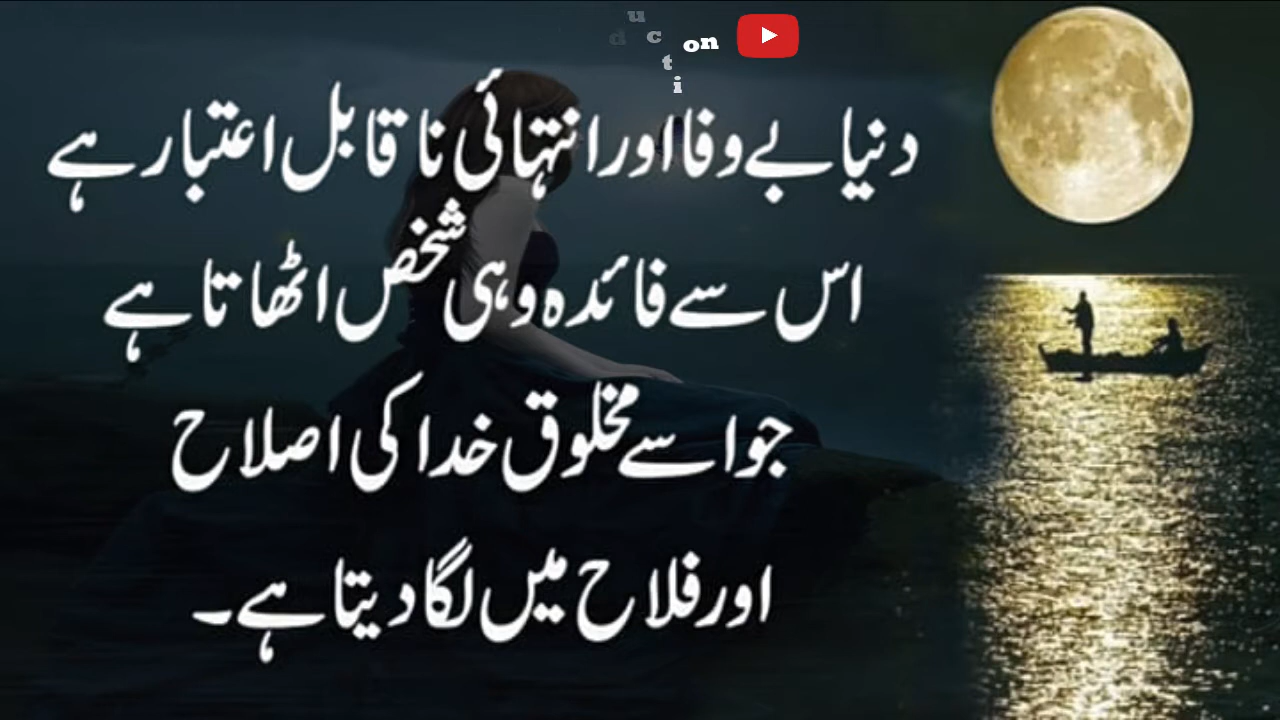 duction
دنیا بے وفا اور انتہائی نا قابل اعتبار ہے
اس سے فائدہ وہی شخص اٹھاتا ہے
جو اسے مخلوق خدا کی اصلاح
اور فلاح میں لگا دیتا ہے۔